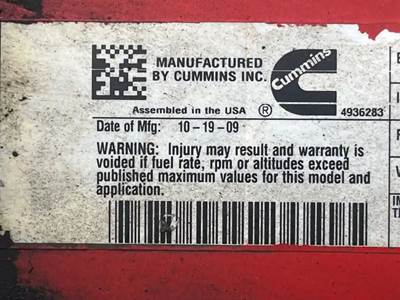 MANUFACTURED
BY CUMMINS INC.
Cummins
Assembled in the USA ®
4936283
Date of Mfg: 10-19-09
WARNING: Injury may result and warranty is
voided if fuel rate, rpm or altitudes exceed
published maximum values for this model and
application.